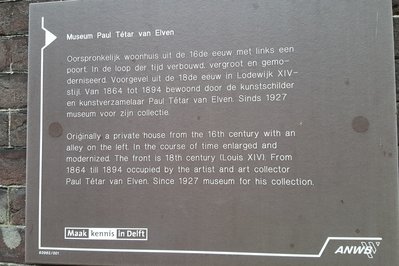 Museum Paul Tétar van Elven
Oorspronkelijk woonhuis uit de 16de eeuw met links een
poort. In de loop der tijd verbouwd, vergroot en gemo-
derniseerd. Voorgevel uit de 18de eeuw in Lodewijk XIV-
stijl. Van 1864 tot 1894 bewoond door de kunstschilder
en kunstverzamelaar Paul Tétar van Elven. Sinds 1927
museum voor zijn collectie.
Originally a private house from the 16th century with an
alley on the left. In the course of time enlarged and
modernized. The front is 18th century (Louis XIV). From
1864 till 1894 occupied by the artist and art collector
Paul Tétar van Elven. Since 1927 museum for his collection.
Maak kennis in Delft
ANWB